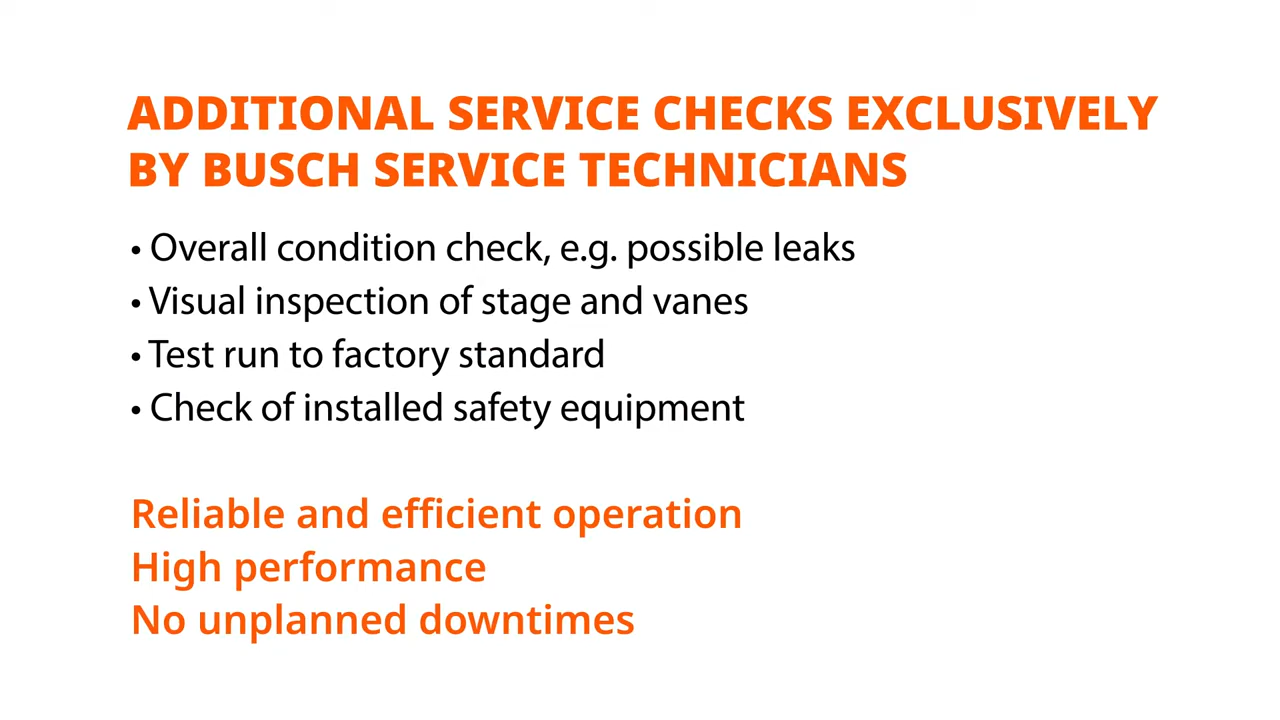 ADDITIONAL SERVICE CHECKS EXCLUSIVELY
BY BUSCH SERVICE TECHNICIANS
• Overall condition check, e.g. possible leaks
• Visual inspection of stage and vanes
• Test run to factory standard
• Check of installed safety equipment
Reliable and efficient operation
High performance
No unplanned downtimes